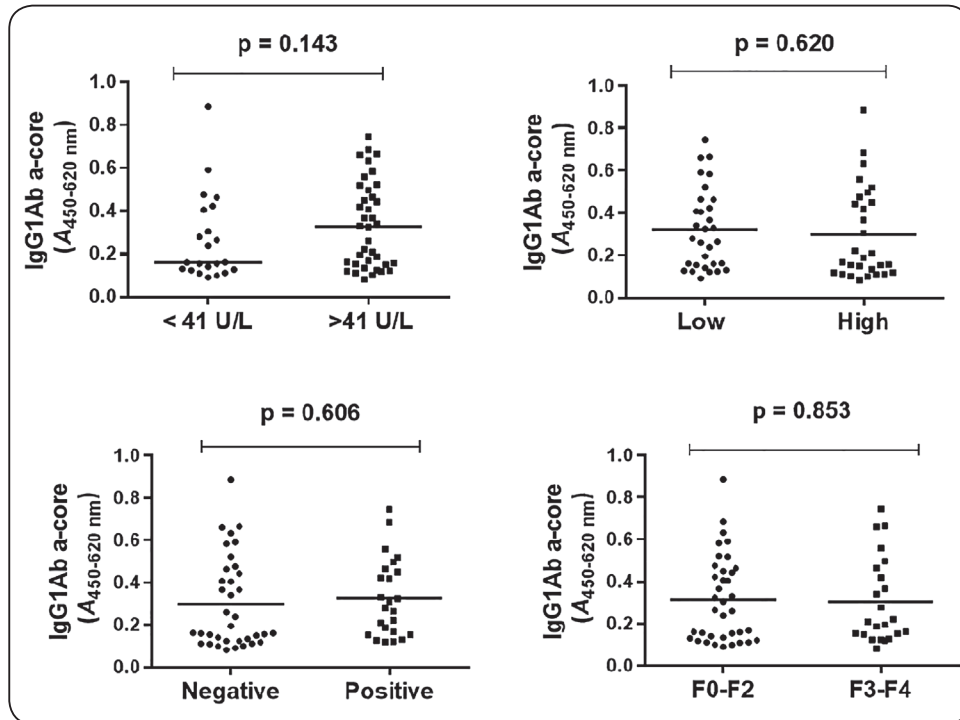 p = 0.143
IgG1Ab a-core
(A450-620 nm)
1.0
0.8
0.6
0.4
0.2
0.0
< 41 U/L >41 U/L
p = 0.620
IgG1Ab a-core
(A450-620 nm)
1.0
0.8
0.6
0.4
0.2
0.0
Low High
p = 0.606
IgG1Ab a-core
(A450-620 nm)
1.0
0.8
0.6
0.4
0.2
0.0
Negative Positive
p = 0.853
IgG1Ab a-core
(A450-620 nm)
1.0
0.8
0.6
0.4
0.2
0.0
F0-F2 F3-F4